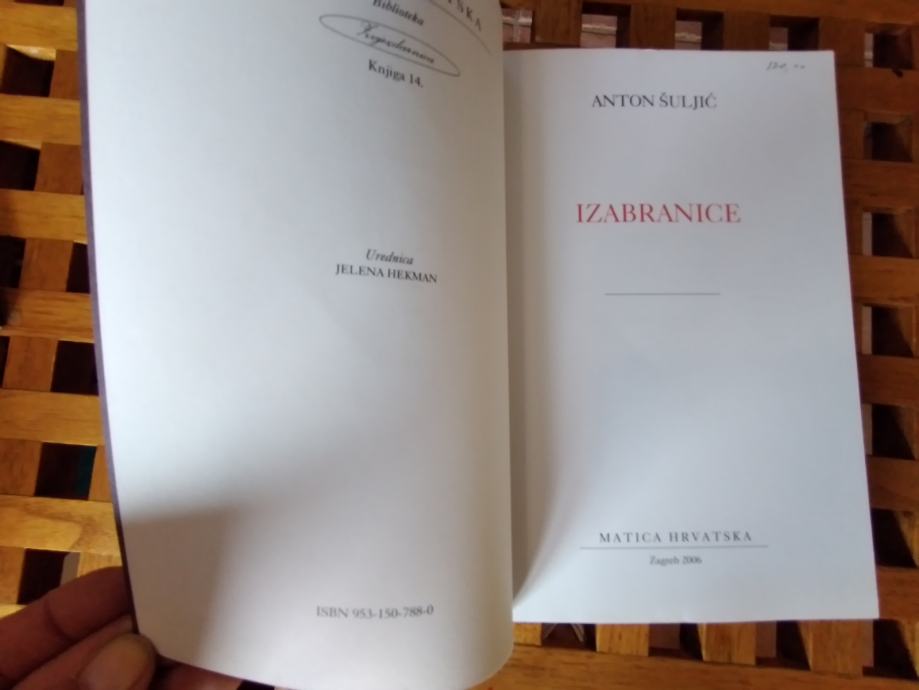 Biblioteka
Knjiga 14.
Urednica
JELENA HEKMAN
ISBN 953-150-788-0
ANTON ŠULJIĆ
IZABRANICE
MATICA HRVATSKA
Zagreb 2006